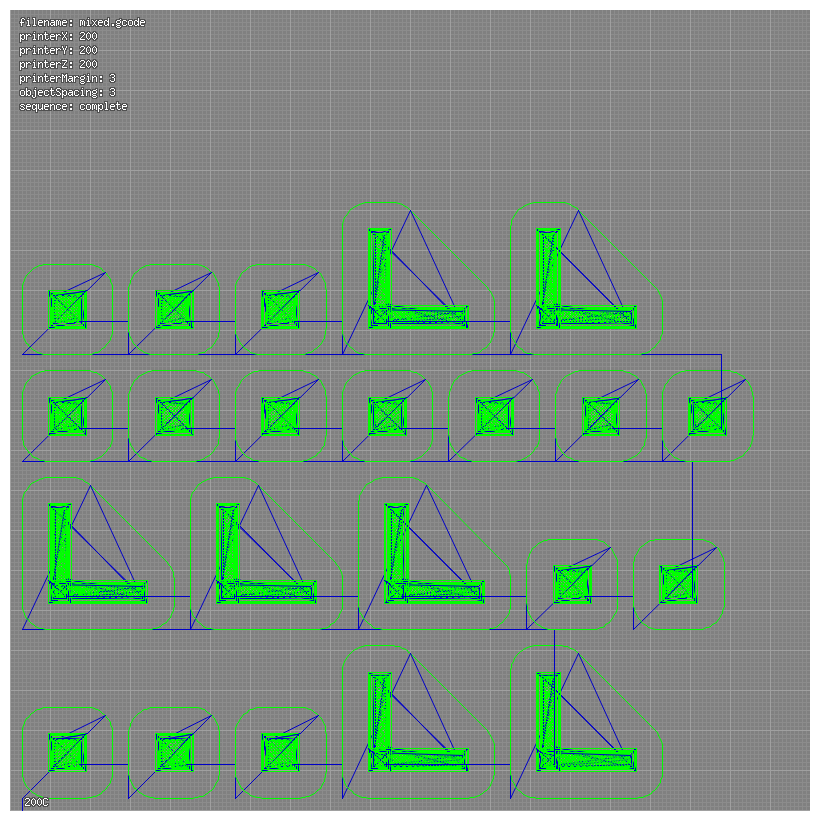 filename: mixed.gcode
printerX: 200
printerY: 200
printerZ: 200
printerMargin: 3
objectSpacing: 3
sequence: complete
200C